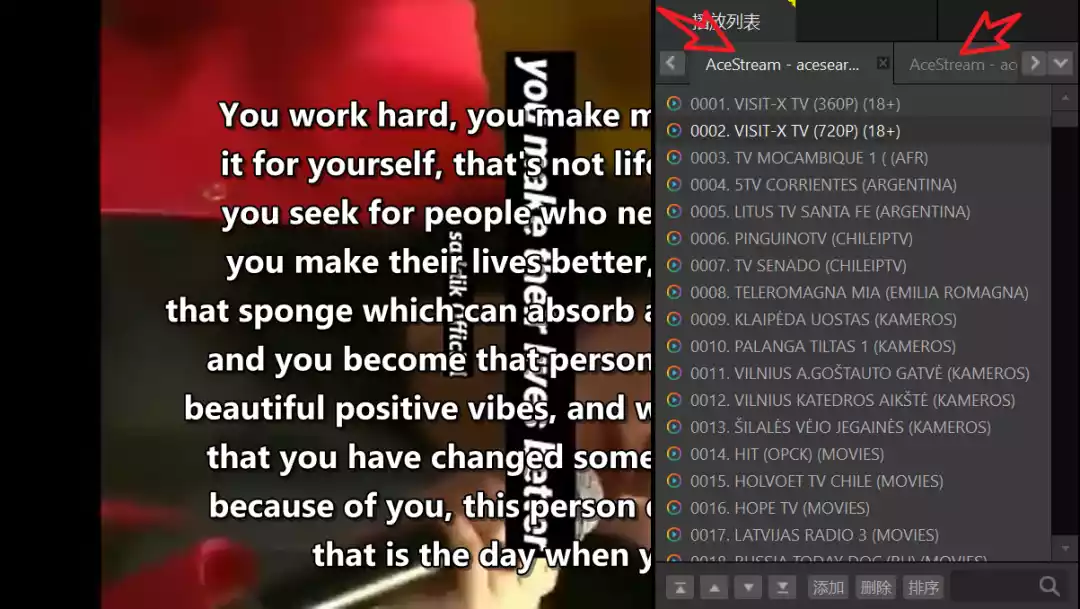 You work hard, you make m
it for yourself, that's not life
you seek for people who ne
you make their lives better,
that sponge which can absorb a
and you become that person
beautiful positive vibes, and w
that you have changed some
because of you, this person
that is the day when y
you make their lives better
播放列表
AceStream - acesear...
AceStream - ac
0001. VISIT-X TV (360P) (18+)
0002. VISIT-X TV (720P) (18+)
0003. TV MOCAMBIQUE 1 ( (AFR)
0004. 5TV CORRIENTES (ARGENTINA)
0005. LITUS TV SANTA FE (ARGENTINA)
0006. PINGUINOTV (CHILEIPTV)
0007. TV SENADO (CHILEIPTV)
0008. TELEROMAGNA MIA (EMILIA ROMAGNA)
0009. KLAIPĖDA UOSTAS (KAMEROS)
0010. PALANGA TILTAS 1 (KAMEROS)
0011. VILNIUS A.GOŠTAUTO GATVĖ (KAMEROS)
0012. VILNIUS KATEDROS AIKŠTĖ (KAMEROS)
0013. ŠILALĖS VĖJO JEGAINĖS (KAMEROS)
0014. HIT (OPCK) (MOVIES)
0015. HOLVOET TV CHILE (MOVIES)
0016. HOPE TV (MOVIES)
0017. LATVIJAS RADIO 3 (MOVIES)
0018. RUSSIA TODAY DOC (RU) (MOVIES)
添加 删除 排序